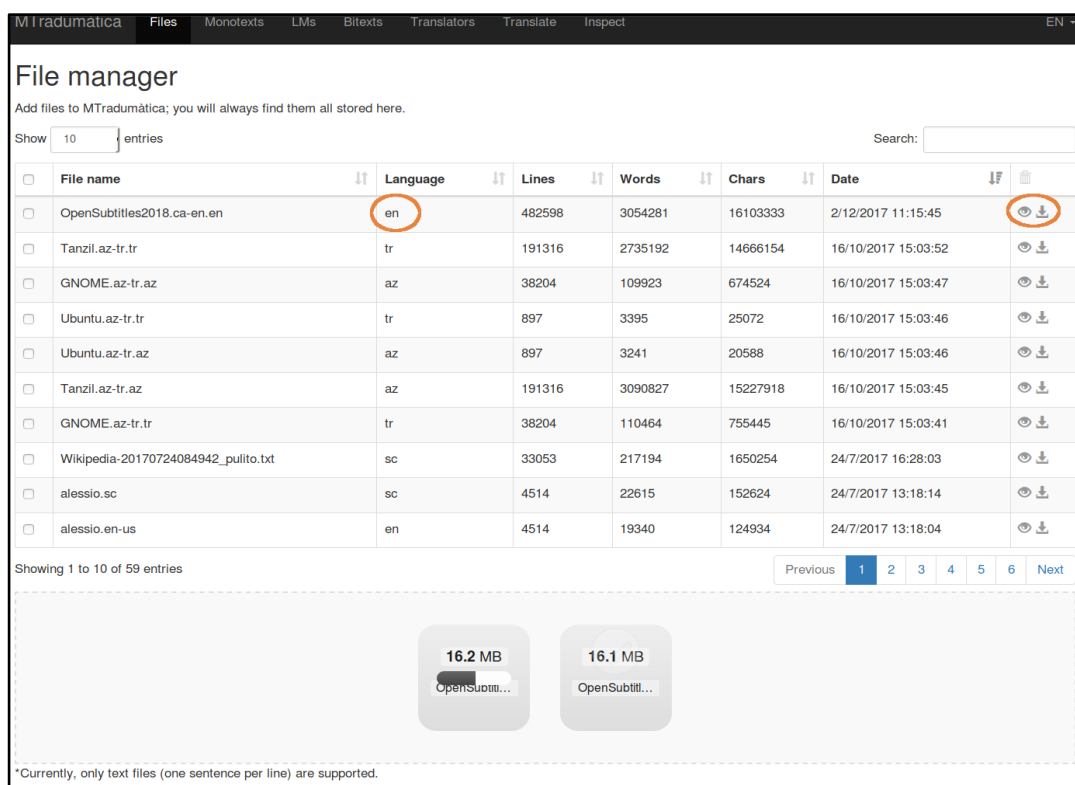 MTradumàtica Files Monotexts LMs Bitexts Translators Translate Inspect EN
File manager
Add files to MTradumàtica; you will always find them all stored here.
Show 10 entries Search:
File name Language Lines Words Chars Date
OpenSubtitles2018.ca-en.en en 482598 3054281 16103333 2/12/2017 11:15:45
Tanzil.az-tr.tr tr 191316 2735192 14666154 16/10/2017 15:03:52
GNOME.az-tr.az az 38204 109923 674524 16/10/2017 15:03:47
Ubuntu.az-tr.tr tr 897 3395 25072 16/10/2017 15:03:46
Ubuntu.az-tr.az az 897 3241 20588 16/10/2017 15:03:46
Tanzil.az-tr.az az 191316 3090827 15227918 16/10/2017 15:03:45
GNOME.az-tr.tr tr 38204 110464 755445 16/10/2017 15:03:41
Wikipedia-20170724084942_pulito.txt sc 33053 217194 1650254 24/7/2017 16:28:03
alessio.sc sc 4514 22615 152624 24/7/2017 13:18:14
alessio.en-us en 4514 19340 124934 24/7/2017 13:18:04
Showing 1 to 10 of 59 entries Previous 1 2 3 4 5 6 Next
16.2 MB 16.1 MB
OpenSubtitl... OpenSubtitl...
*Currently, only text files (one sentence per line) are supported.